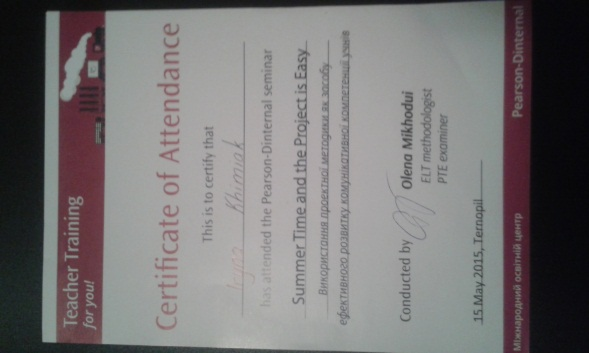 Teacher Training
for you!
Certificate of Attendance
This is to certify that
Khimiak
has attended the Pearson-Dinternal seminar
Summer Time and the Project is Easy
Використання проектної методики як засобу
ефективного розвитку комунікативної компетенції учнів
Conducted by Olena Mikhodui
ELT methodologist
PTE examiner
15 May 2015, Ternopil
Міжнародний освітній центр Pearson-Dinternal